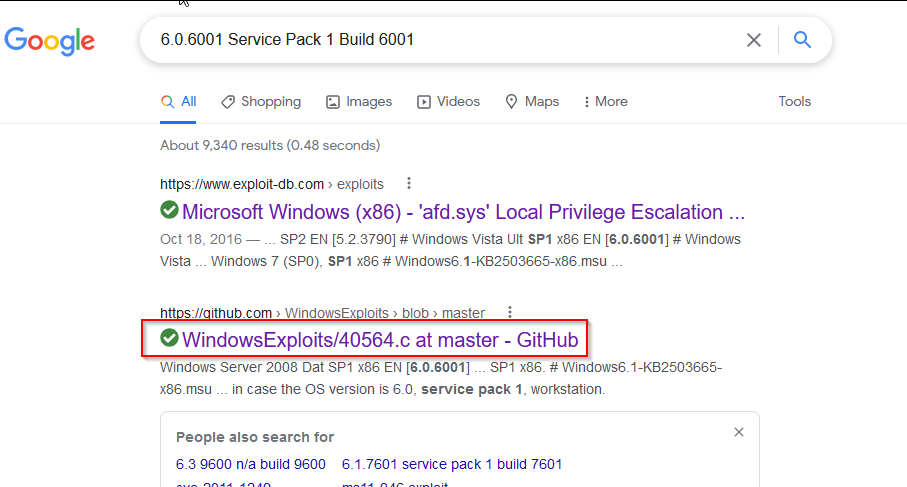 Google
6.0.6001 Service Pack 1 Build 6001
All Shopping Images Videos Maps More Tools
About 9,340 results (0.48 seconds)
https://www.exploit-db.com › exploits
Microsoft Windows (x86) - 'afd.sys' Local Privilege Escalation ...
Oct 18, 2016 — ... SP2 EN [5.2.3790] # Windows Vista Ult SP1 x86 EN [6.0.6001] # Windows
Vista ... Windows 7 (SP0), SP1 x86 # Windows6.1-KB2503665-x86.msu ...
https://github.com › WindowsExploits › blob › master
WindowsExploits/40564.c at master - GitHub
Windows Server 2008 Dat SP1 x86 EN [6.0.6001] ... SP1 x86. # Windows6.1-KB2503665-
x86.msu ... in case the OS version is 6.0, service pack 1, workstation.
People also search for
6.3 9600 n/a build 9600 6.1.7601 service pack 1 build 7601